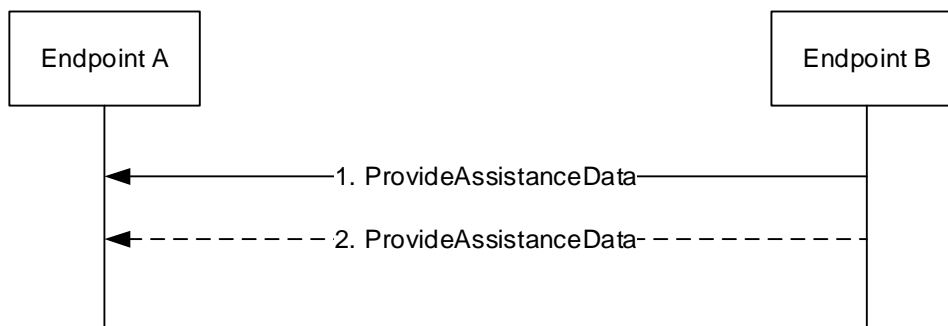 Endpoint A
Endpoint B
1. ProvideAssistanceData
2. ProvideAssistanceData